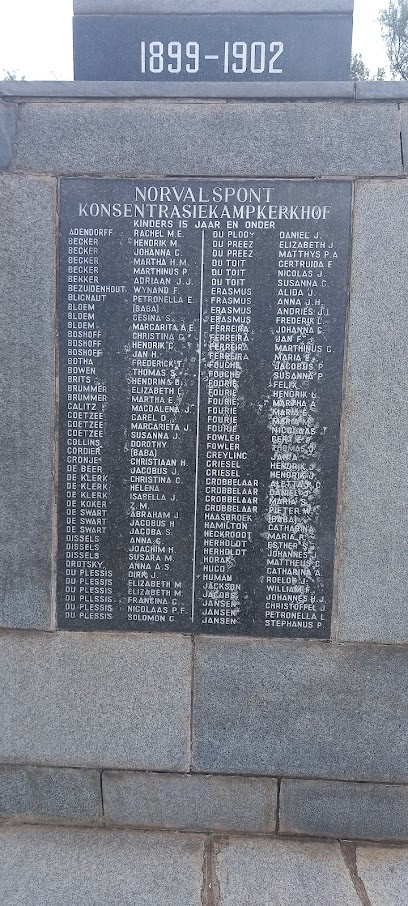 1899-1902
NORVALSPONT
KONSENTRASIEKAMPKERKHOF
KINDERS 15 JAAR EN ONDER
ADENDORFF RACHEL M.E.
BECKER HENDRIK M.
BECKER JOHANNA C.
BECKER MARTHA H.M.
BECKER MARTHINUS P.
BEKKER ADRIAAN J.J.
BEZUIDENHOUT WYNAND F.
BLIGNAUT PETRONELLA E.
BLOEM (BABA)
BLOEM GESINA S.
BLOEM MARGARITA A.E.
BOSHOFF CHRISTINA C.
BOSHOFF HENDRIK C.
BOSHOFF JAN H.
BOTHA FREDERICK T.
BOWEN THOMAS S.
BRITS HENDRINA B.
BRUMMER ELIZABETH C.
BRUMMER MARTHA E.
CALITZ MAGDALENA J.
COETZEE CAREL O.
COETZEE MARGARIETA J.
COETZEE SUSANNA J.
COLLINS DOROTHY
CORDIER (BABA)
CRONJE CHRISTIAAN H.
DE BEER JACOBUS J.
DE KLERK CHRISTINA C.
DE KLERK HELENA
DE KLERK ISABELLA J.
DE KOKER Z.M.
DE SWART ABRAHAM J.
DE SWART JACOBUS H.
DE SWART JACOBA S.
DISSELS ANNA E.
DISSELS JOACHIM H.
DISSELS SUSARA M.
DROTSKY ANNA A.S.
DU PLESSIS DIRK J.
DU PLESSIS ELIZABETH M.
DU PLESSIS ELIZABETH M.
DU PLESSIS FRANCINA C.
DU PLESSIS NICOLAAS P.F.
DU PLESSIS SOLOMON C.
DU PLOOY DANIEL J.
DU PREEZ ELIZABETH J.
DU PREEZ MATTHYS P.A.
DU TOIT GERTRUIDA E.
DU TOIT NICOLAS J.
DU TOIT SUSANNA C.
ERASMUS ALIDA J.
ERASMUS ANNA J.H.
ERASMUS ANDRIES J.L.
ERASMUS FREDERIK C.
FERREIRA JOHANNA C.
FERREIRA JAN F.
FERREIRA MARTHINUS C.
FERREIRA MARIA E.
FOUCHE JACOBUS P.
FOUCHE SUSANNA P.
FOURIE FELIX
FOURIE HENDRIK L.
FOURIE MARTHA A.
FOURIE MARIA
FOURIE MARIA
FOURIE NICOLAAS J.
FOWLER
FOWLER THOMAS
GREYLING
GRIESEL HENDRIK
GRIESEL HENDRIK
GROBBELAAR ALETTA
GROBBELAAR DANIEL
GROBBELAAR MARIA
GROBBELAAR PIETER
HAASBROEK (BABA)
HAMILTON CATHARINA
HECKROODT MARIA
HERHOLDT ESTHER
HERHOLDT JOHANNES
HORAK MATTHEUS
HUGO CATHARINA A.
HUMAN ROELOF J.
JACKSON WILLIAM F.
JACOBS JOHANNES H.J.
JANSEN CHRISTOFFEL J.
JANSEN PETRONELLA L.
JANSEN STEPHANUS P.